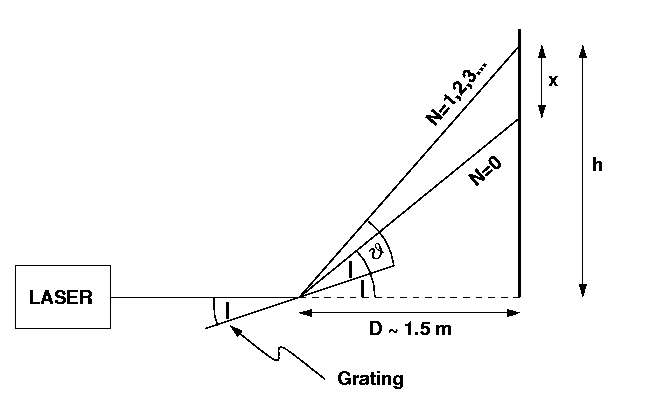 N=1,2,3...
x
N=0
h
ϑ
I
I
LASER
I
D ~ 1.5 m
Grating